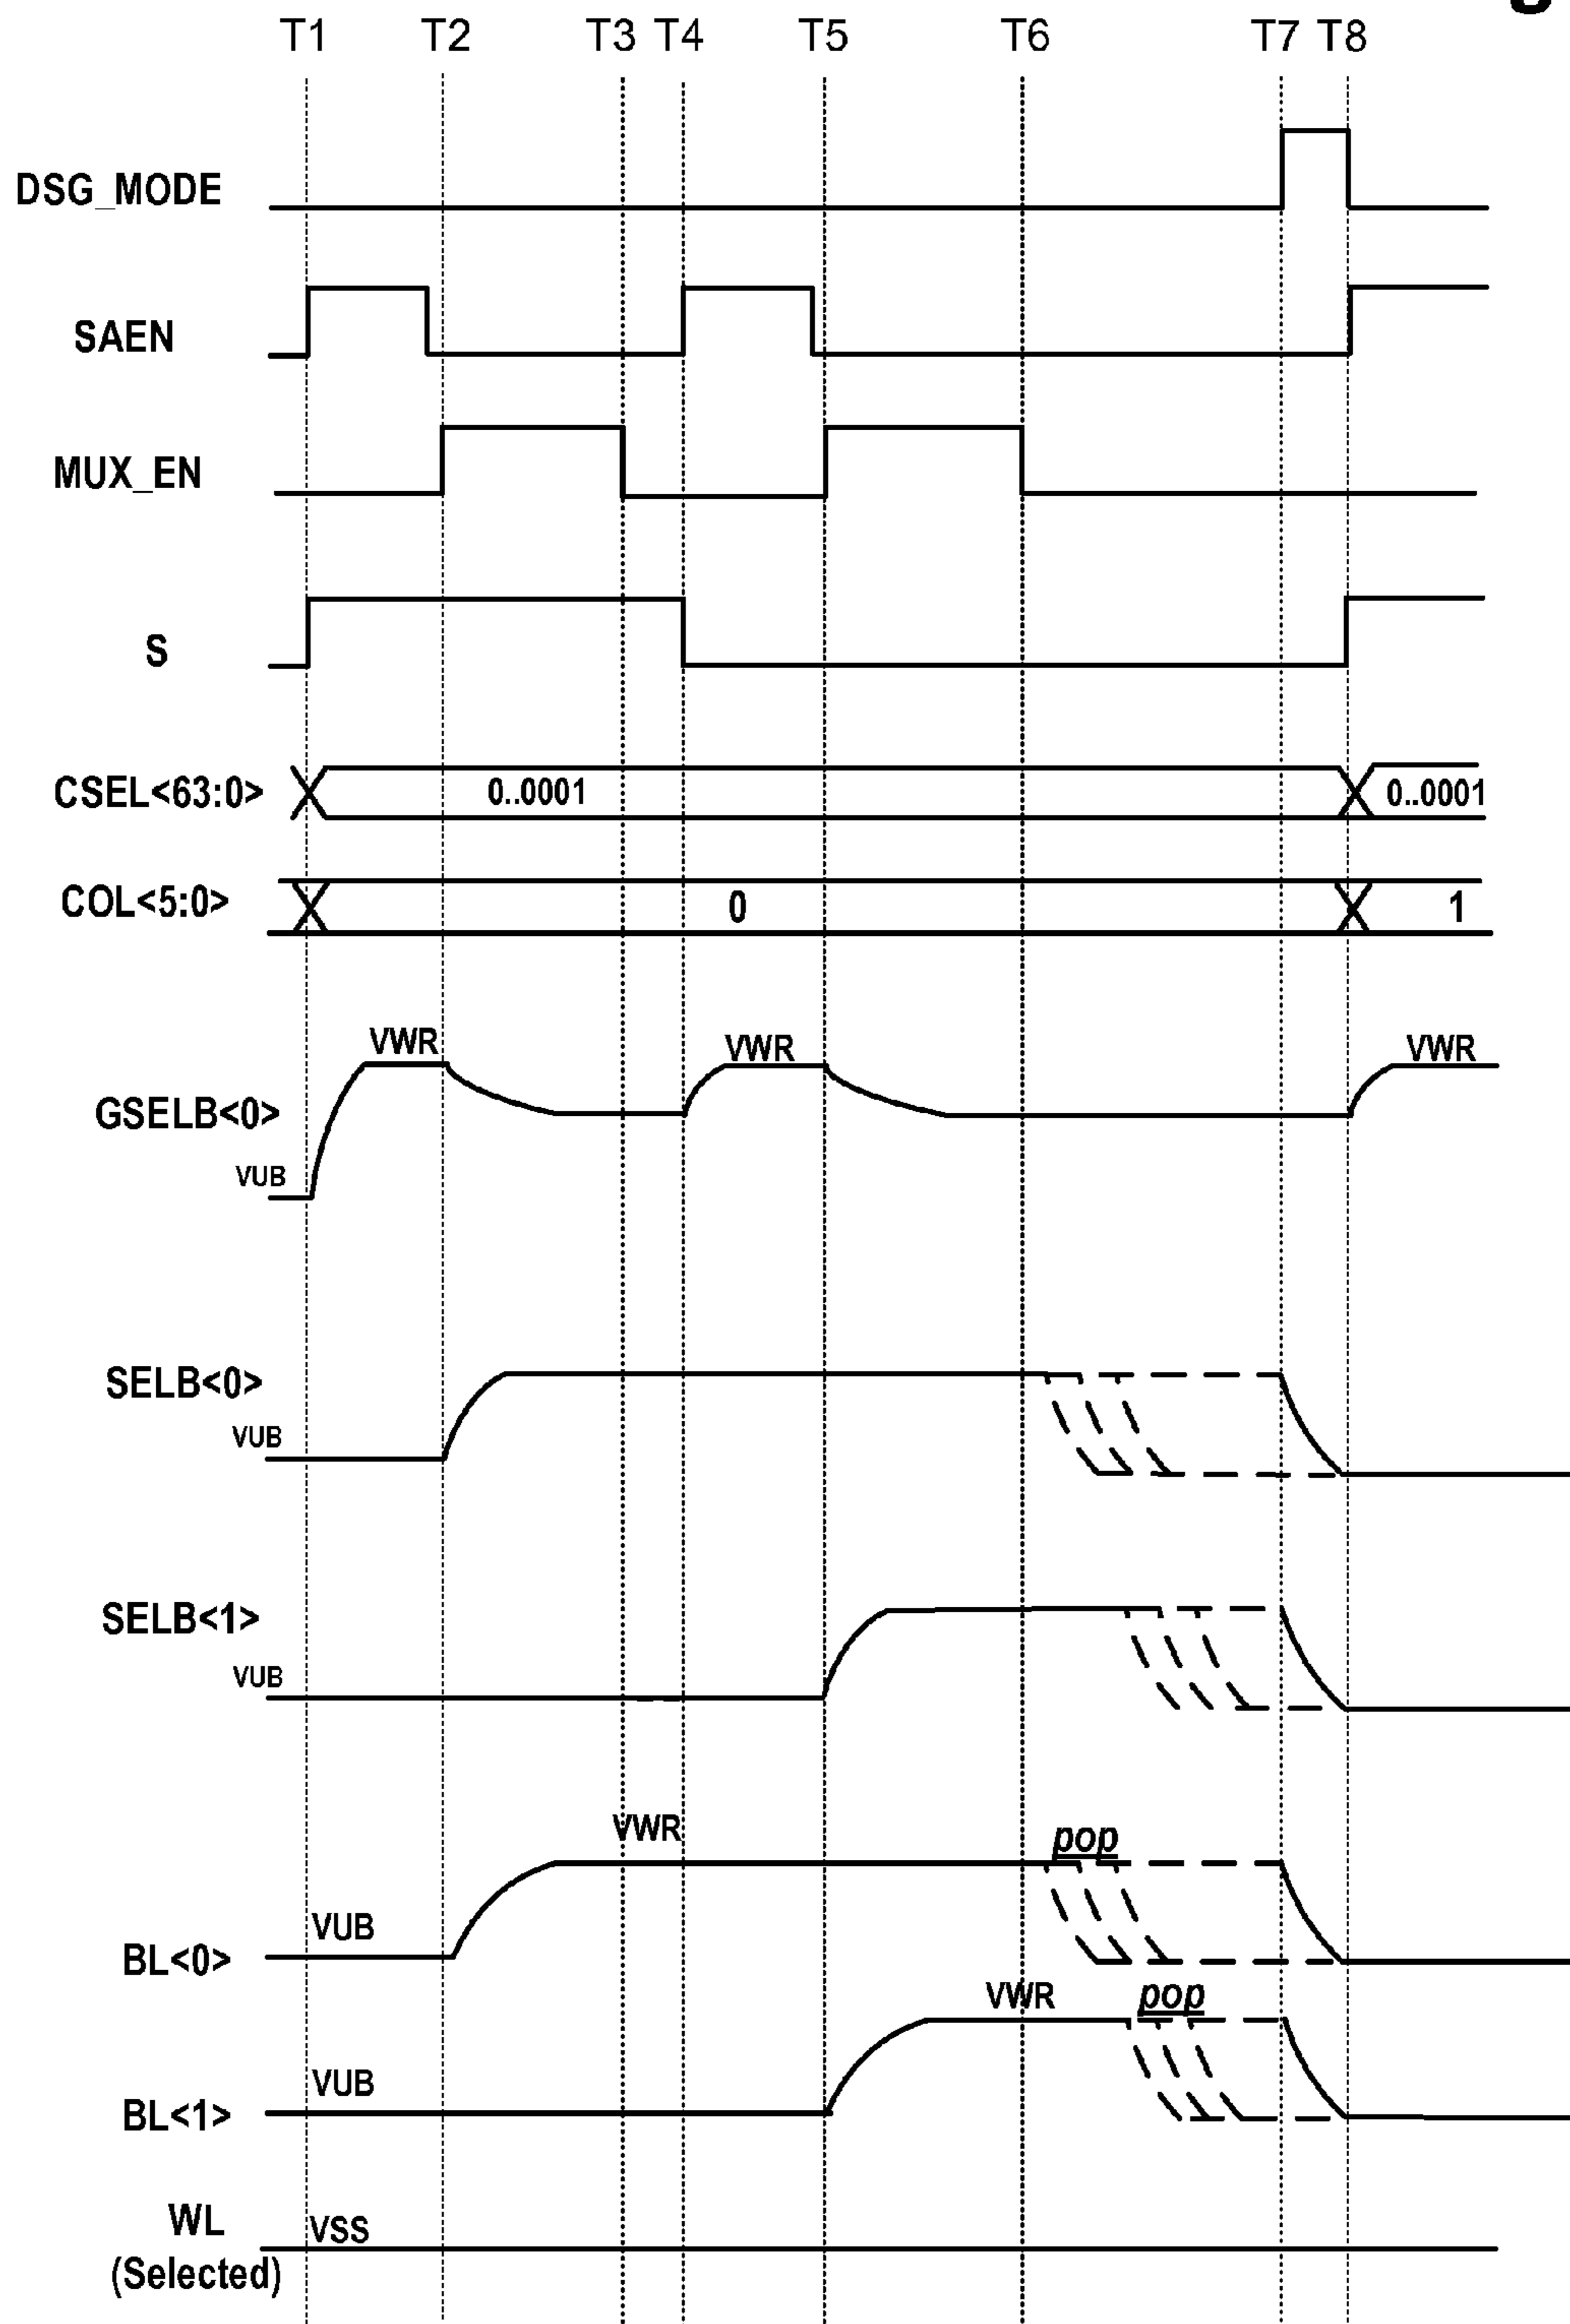 T1 T2 T3 T4 T5 T6 T7 T8
DSG_MODE
SAEN
MUX_EN
S
CSEL<63:0> 0..0001 0..0001
COL<5:0> 0 1
VWR VWR VWR
GSELB<0>
VUB
SELB<0>
VUB
SELB<1>
VUB
VWR pop
VUB
BL<0>
VWR pop
VUB
BL<1>
WL VSS
(Selected)